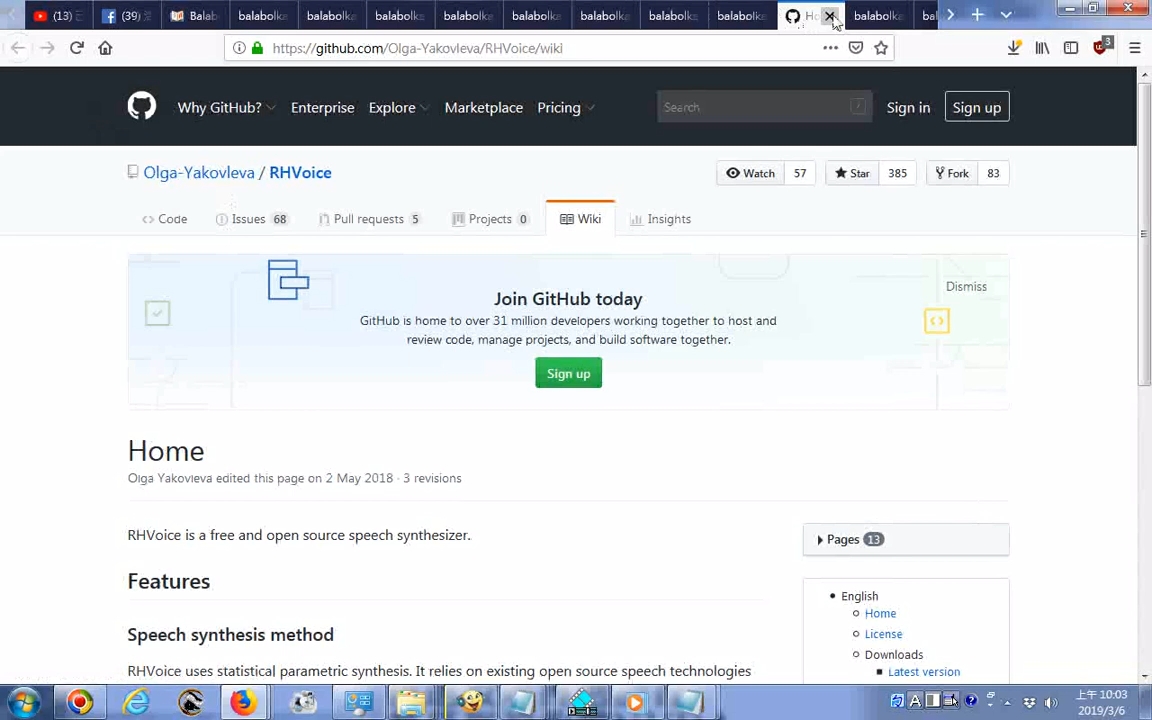 (13)
(39)
Balab
balabolka
balabolka
balabolka
balabolka
balabolka
balabolka
balabolka
balabolka
balabolka
bal
https://github.com/Olga-Yakovleva/RHVoice/wiki
3
Why GitHub?
Enterprise
Explore
Marketplace
Pricing
Search
/
Sign in
Sign up
Olga-Yakovleva / RHVoice
Watch 57
Star 385
Fork 83
Code
Issues 68
Pull requests 5
Projects 0
Wiki
Insights
Join GitHub today
Dismiss
GitHub is home to over 31 million developers working together to host and
review code, manage projects, and build software together.
Sign up
Home
Olga Yakovleva edited this page on 2 May 2018 · 3 revisions
RHVoice is a free and open source speech synthesizer.
Pages 13
Features
English
Home
Speech synthesis method
License
Downloads
RHVoice uses statistical parametric synthesis. It relies on existing open source speech technologies
Latest version
A
上午 10:03
2019/3/6